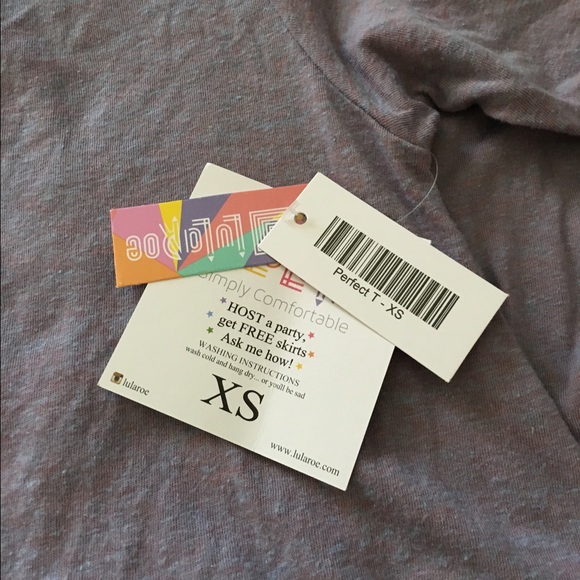 LuLaRoe
Simply Comfortable
HOST a party,
get FREE skirts
Ask me how!
WASHING INSTRUCTIONS
wash cold and hang dry... or you'll be sad
XS
lularoe
www.lularoe.com
Perfect T - XS